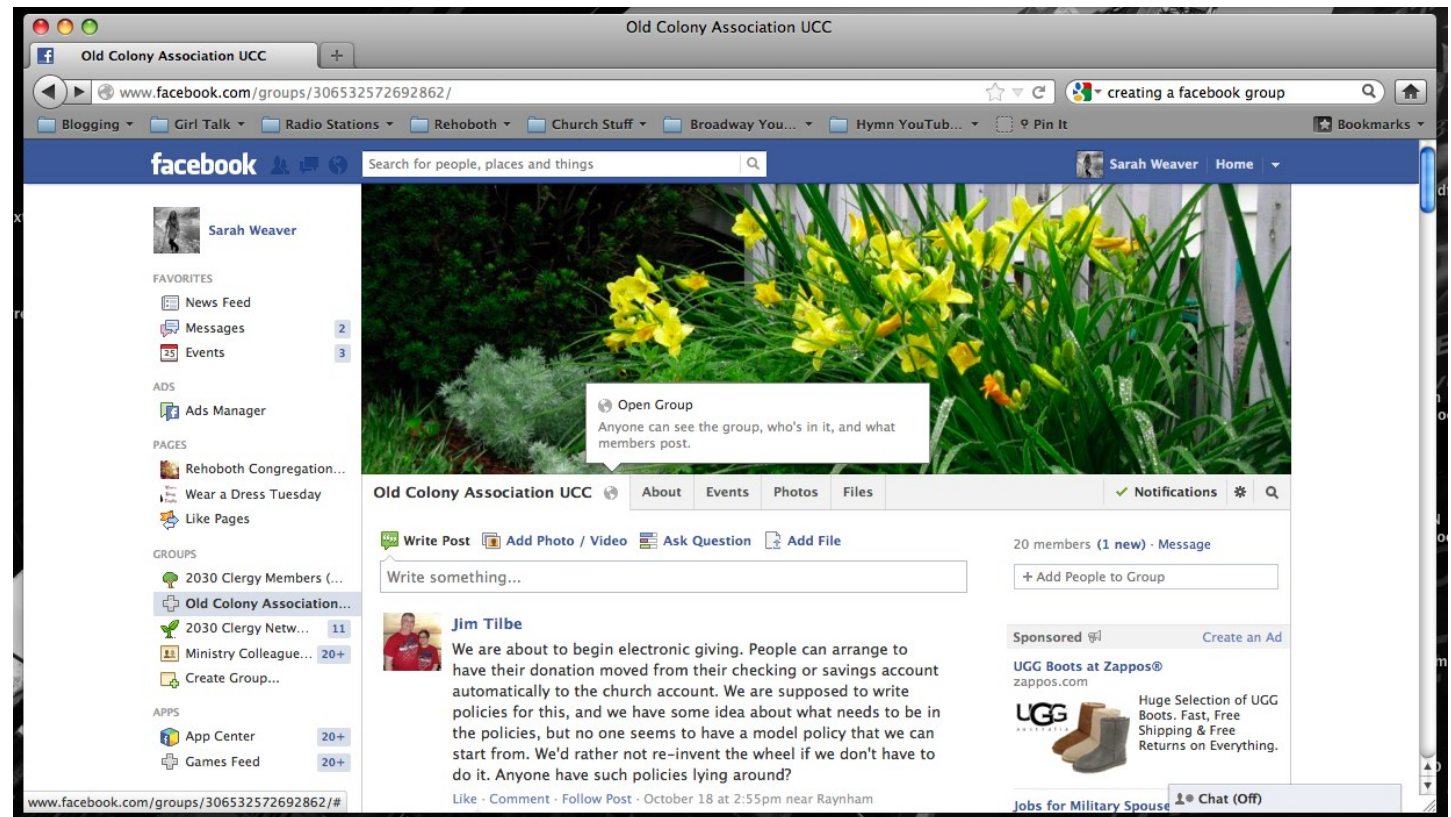 Old Colony Association UCC
Old Colony Association UCC
www.facebook.com/groups/306532572692862/
creating a facebook group
Blogging Girl Talk Radio Stations Rehoboth Church Stuff Broadway You... Hymn YouTub... Pin It Bookmarks
facebook Search for people, places and things Sarah Weaver Home
Sarah Weaver
FAVORITES
News Feed
Messages 2
25 Events 3
ADS
Ads Manager
PAGES
Rehoboth Congregation...
Wear a Dress Tuesday
Like Pages
GROUPS
2030 Clergy Members (...
Old Colony Association...
2030 Clergy Netw... 11
Ministry Colleague... 20+
Create Group...
APPS
App Center 20+
Games Feed 20+
www.facebook.com/groups/306532572692862/#
Open Group
Anyone can see the group, who's in it, and what
members post.
Old Colony Association UCC About Events Photos Files Notifications
Write Post Add Photo / Video Ask Question Add File
Write something...
Jim Tilbe
We are about to begin electronic giving. People can arrange to
have their donation moved from their checking or savings account
automatically to the church account. We are supposed to write
policies for this, and we have some idea about what needs to be in
the policies, but no one seems to have a model policy that we can
start from. We'd rather not re-invent the wheel if we don't have to
do it. Anyone have such policies lying around?
Like · Comment · Follow Post · October 18 at 2:55pm near Raynham
20 members (1 new) · Message
+ Add People to Group
Sponsored Create an Ad
UGG Boots at Zappos®
zappos.com
UGG
australia
Huge Selection of UGG
Boots. Fast, Free
Shipping & Free
Returns on Everything.
Jobs for Military Spouse
Chat (Off)